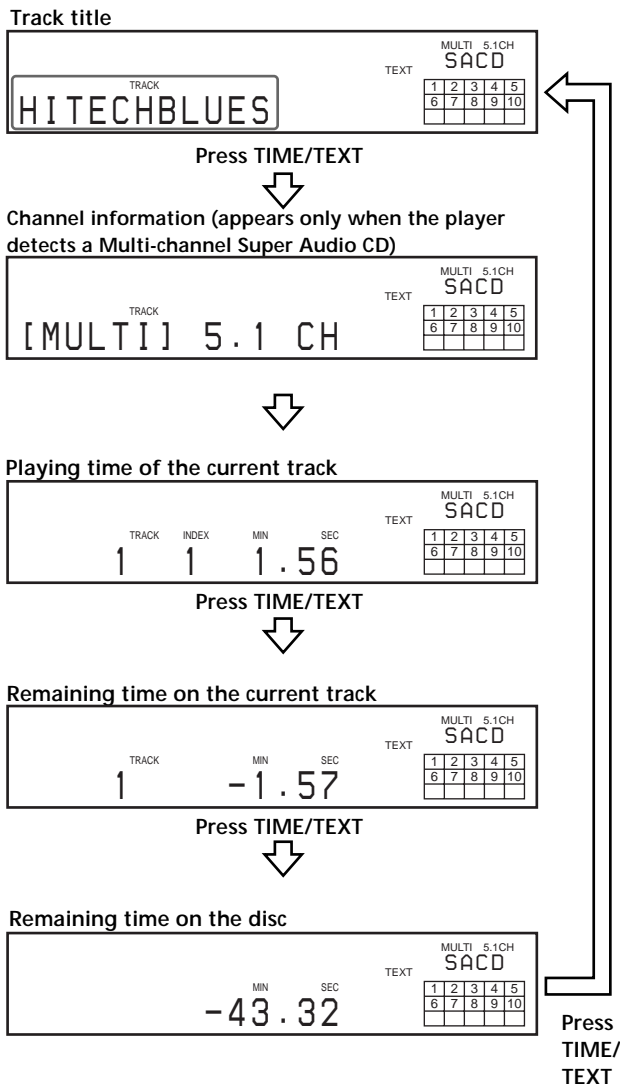 Track title
MULTI 5.1CH
SACD
TEXT
1 2 3 4 5
6 7 8 9 10
TRACK
HITECHBLUES
Press TIME/TEXT
Channel information (appears only when the player
detects a Multi-channel Super Audio CD)
MULTI 5.1CH
SACD
TEXT
1 2 3 4 5
6 7 8 9 10
TRACK
[MULTI] 5.1 CH
Playing time of the current track
MULTI 5.1CH
SACD
TEXT
1 2 3 4 5
6 7 8 9 10
TRACK INDEX MIN SEC
1 1 1.56
Press TIME/TEXT
Remaining time on the current track
MULTI 5.1CH
SACD
TEXT
1 2 3 4 5
6 7 8 9 10
TRACK MIN SEC
1 -1.57
Press TIME/TEXT
Remaining time on the disc
MULTI 5.1CH
SACD
TEXT
1 2 3 4 5
6 7 8 9 10
MIN SEC
-43.32
Press
TIME/
TEXT